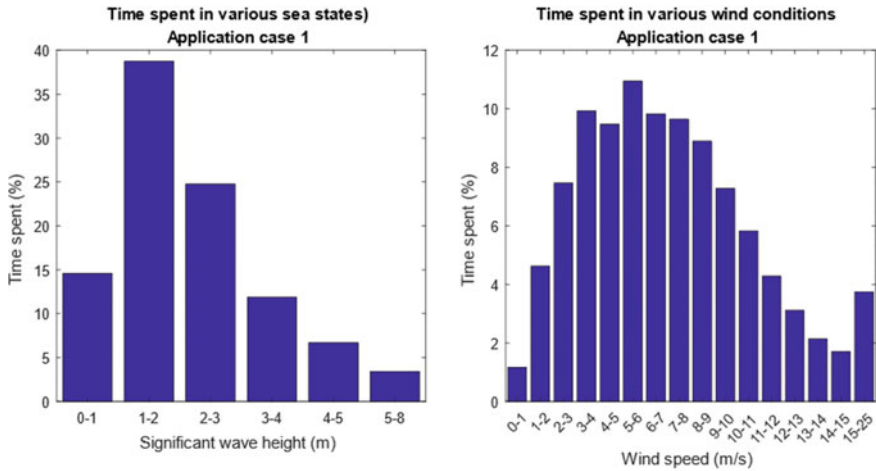 Time spent in various sea states)
Application case 1
40
35
30
25
20
15
10
5
0
Time spent (%)
0-1 1-2 2-3 3-4 4-5 5-8
Significant wave height (m)
Time spent in various wind conditions
Application case 1
12
10
8
6
4
2
0
Time spent (%)
0-1 1-2 2-3 3-4 4-5 5-6 6-7 7-8 8-9 9-10 10-11 11-12 12-13 13-14 14-15 15-25
Wind speed (m/s)